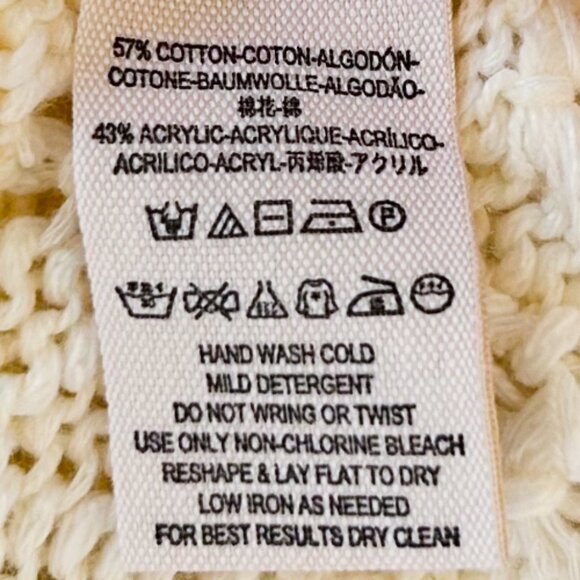 57% COTTON-COTON-ALGODÓN-
COTONE-BAUMWOLLE-ALGODÃO-
棉花-綿
43% ACRYLIC-ACRYLIQUE-ACRÍLICO-
ACRILICO-ACRYL-丙烯酸-アクリル
P
HAND WASH COLD
MILD DETERGENT
DO NOT WRING OR TWIST
USE ONLY NON-CHLORINE BLEACH
RESHAPE & LAY FLAT TO DRY
LOW IRON AS NEEDED
FOR BEST RESULTS DRY CLEAN